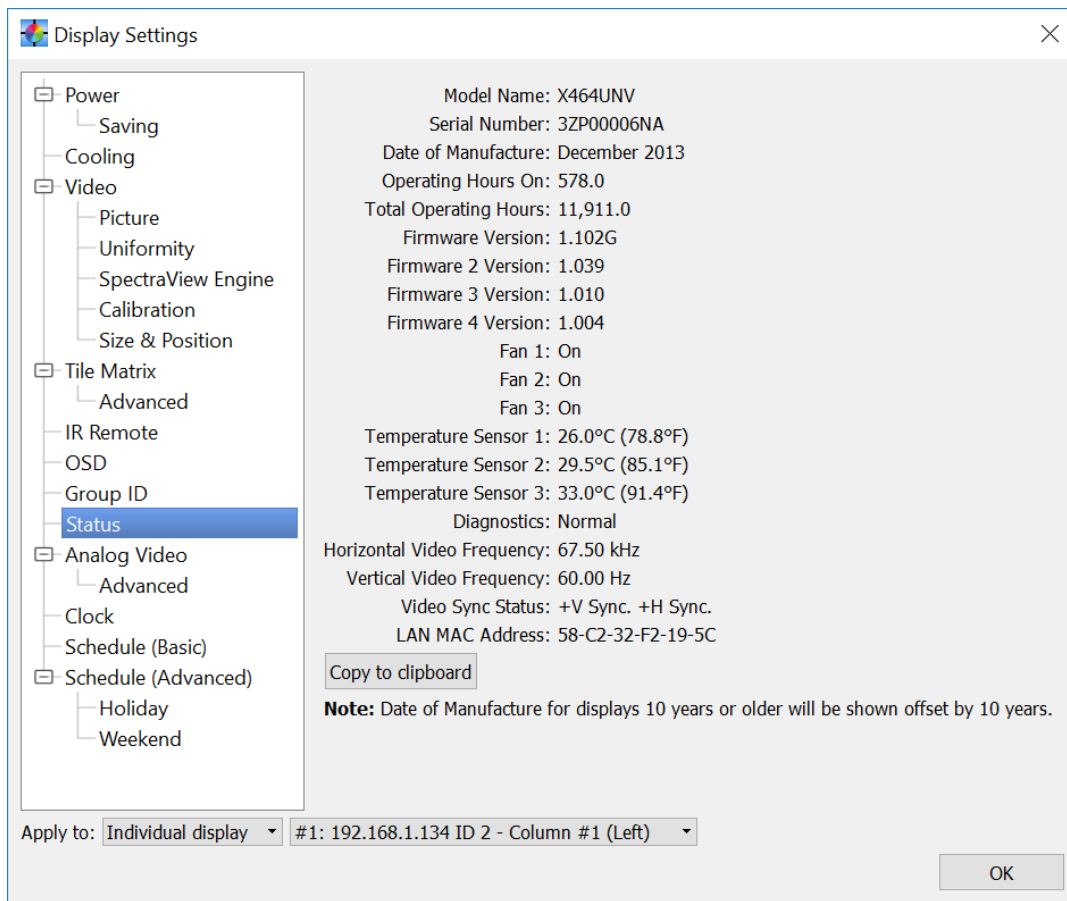 Display Settings
Power
Saving
Cooling
Video
Picture
Uniformity
SpectraView Engine
Calibration
Size & Position
Tile Matrix
Advanced
IR Remote
OSD
Group ID
Status
Analog Video
Advanced
Clock
Schedule (Basic)
Schedule (Advanced)
Holiday
Weekend
Model Name: X464UNV
Serial Number: 3ZP00006NA
Date of Manufacture: December 2013
Operating Hours On: 578.0
Total Operating Hours: 11,911.0
Firmware Version: 1.102G
Firmware 2 Version: 1.039
Firmware 3 Version: 1.010
Firmware 4 Version: 1.004
Fan 1: On
Fan 2: On
Fan 3: On
Temperature Sensor 1: 26.0°C (78.8°F)
Temperature Sensor 2: 29.5°C (85.1°F)
Temperature Sensor 3: 33.0°C (91.4°F)
Diagnostics: Normal
Horizontal Video Frequency: 67.50 kHz
Vertical Video Frequency: 60.00 Hz
Video Sync Status: +V Sync. +H Sync.
LAN MAC Address: 58-C2-32-F2-19-5C
Copy to clipboard
Note: Date of Manufacture for displays 10 years or older will be shown offset by 10 years.
Apply to: Individual display #1: 192.168.1.134 ID 2 - Column #1 (Left)
OK